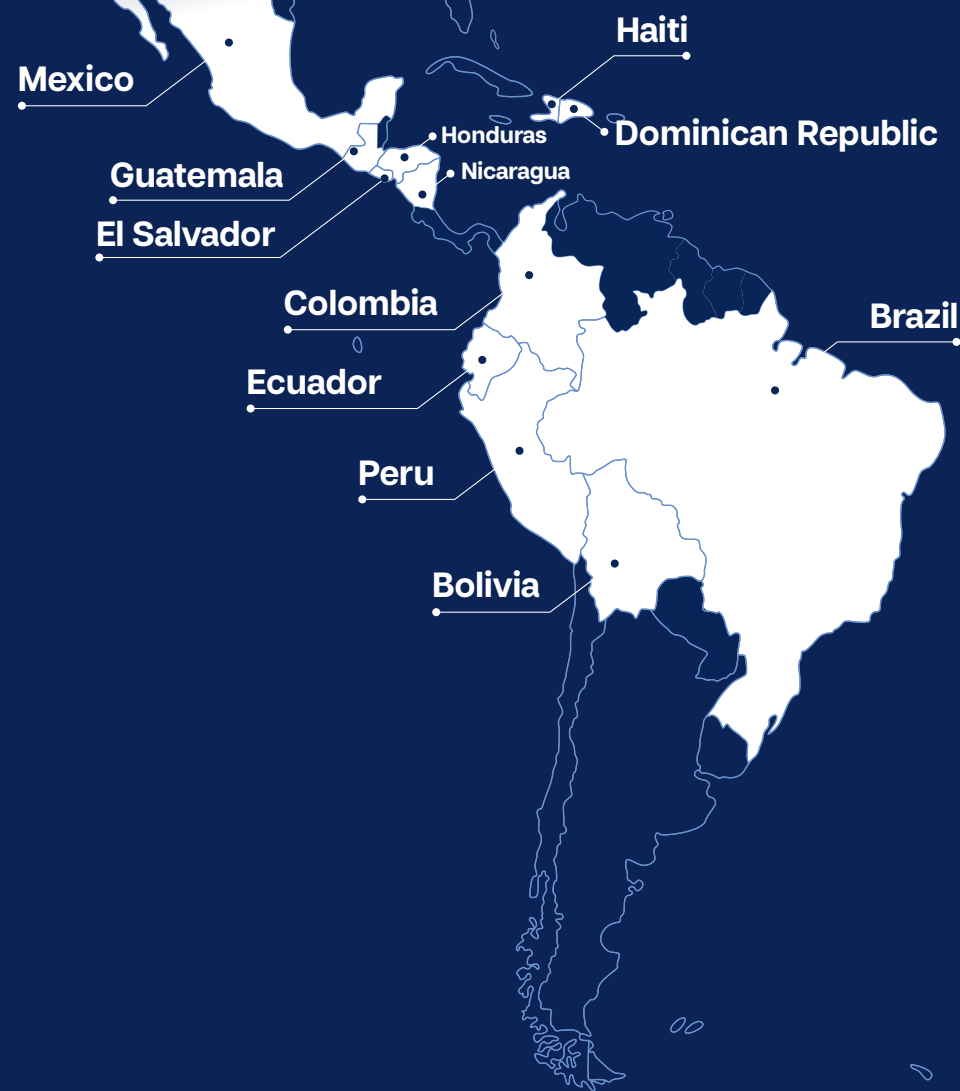 Haiti
Mexico
Dominican Republic
Honduras
Nicaragua
Guatemala
El Salvador
Colombia
Brazil
Ecuador
Peru
Bolivia